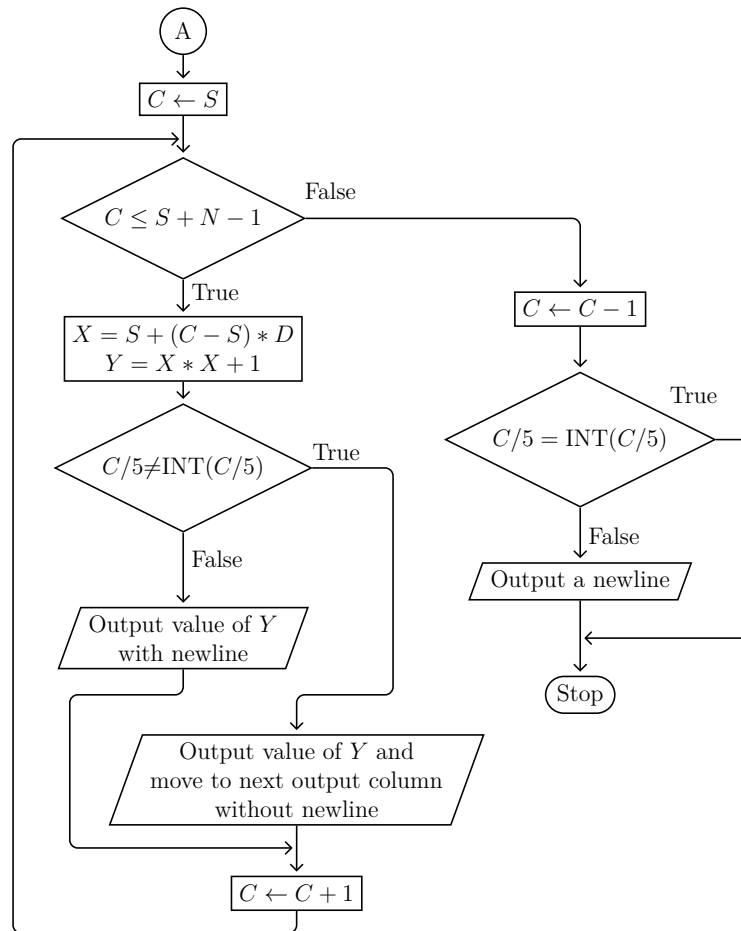 A
C ← S
C ≤ S + N − 1
False
True
X = S + (C − S) ∗ D
Y = X ∗ X + 1
C/5≠INT(C/5)
True
False
Output value of Y
with newline
Output value of Y and
move to next output column
without newline
C ← C + 1
C ← C − 1
C/5 = INT(C/5)
True
False
Output a newline
Stop